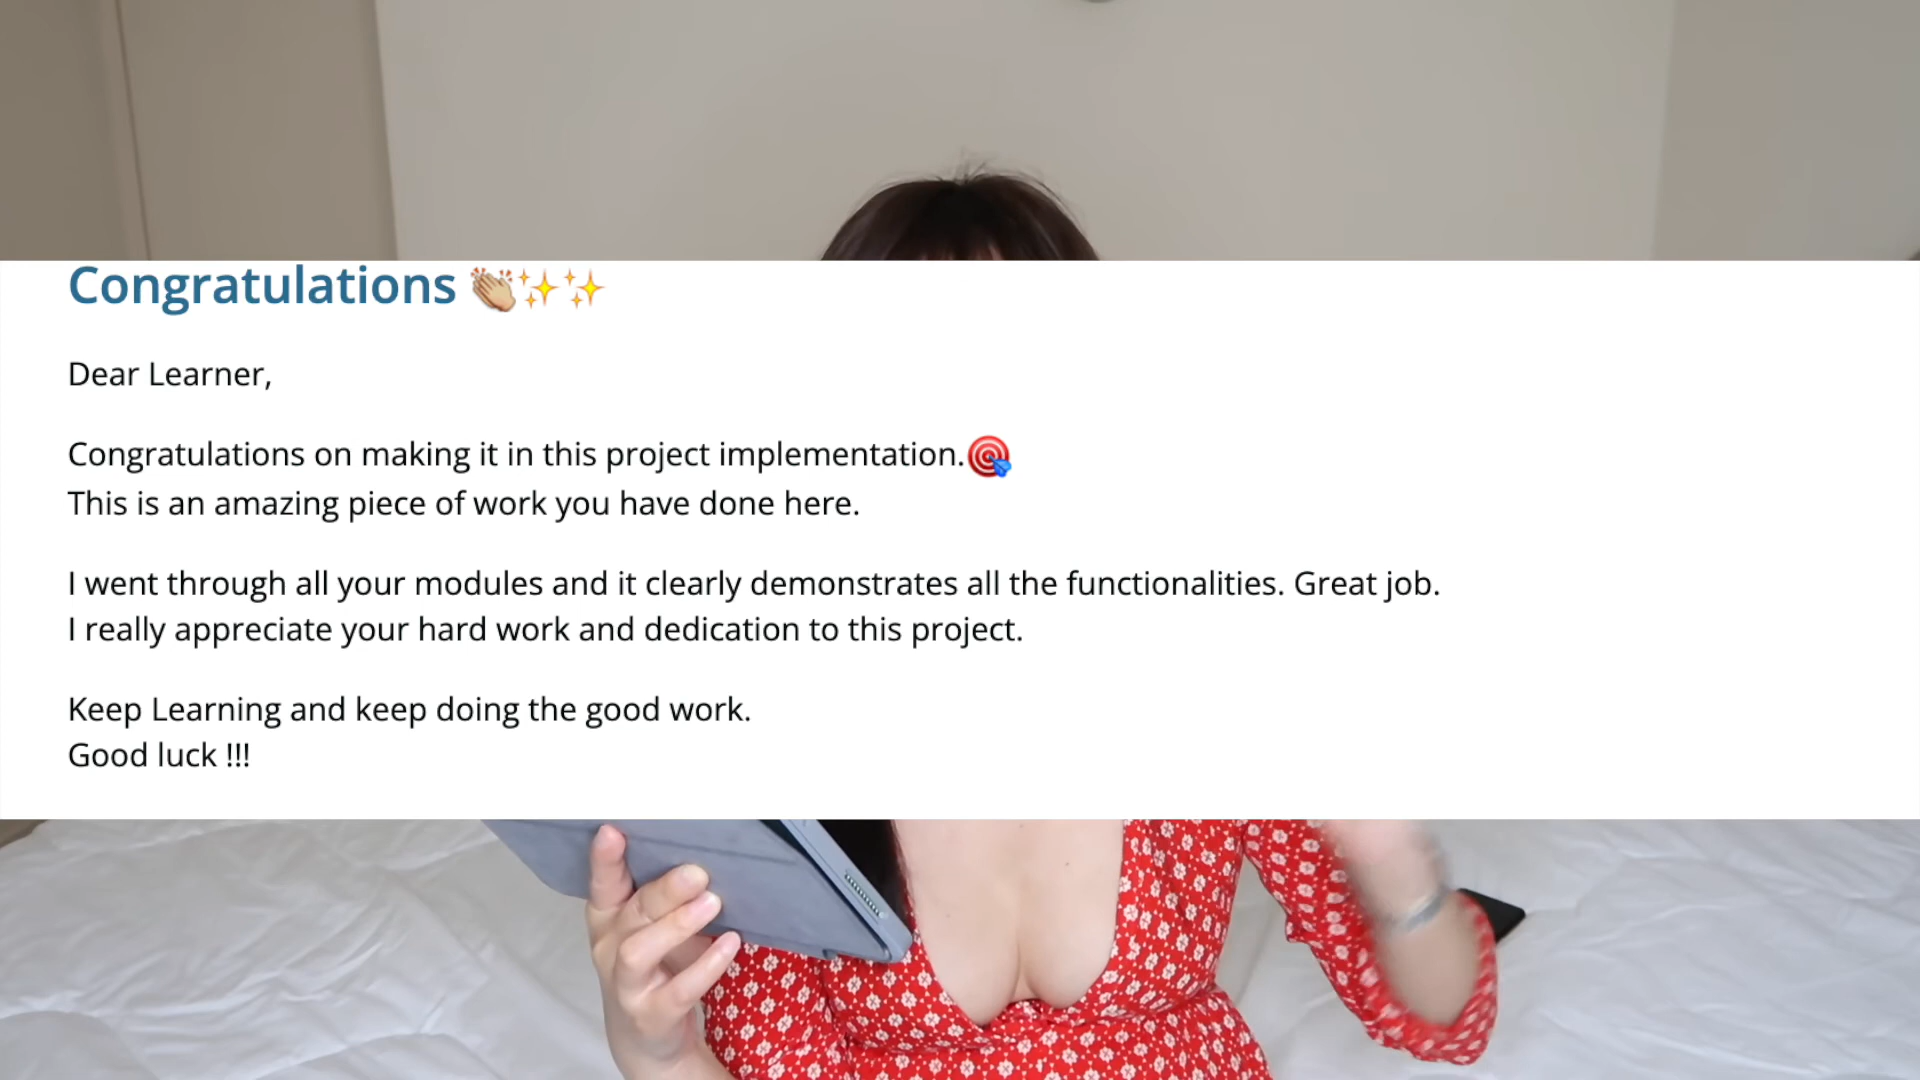 Congratulations 👏✨✨
Dear Learner,
Congratulations on making it in this project implementation.🎯
This is an amazing piece of work you have done here.
I went through all your modules and it clearly demonstrates all the functionalities. Great job.
I really appreciate your hard work and dedication to this project.
Keep Learning and keep doing the good work.
Good luck !!!